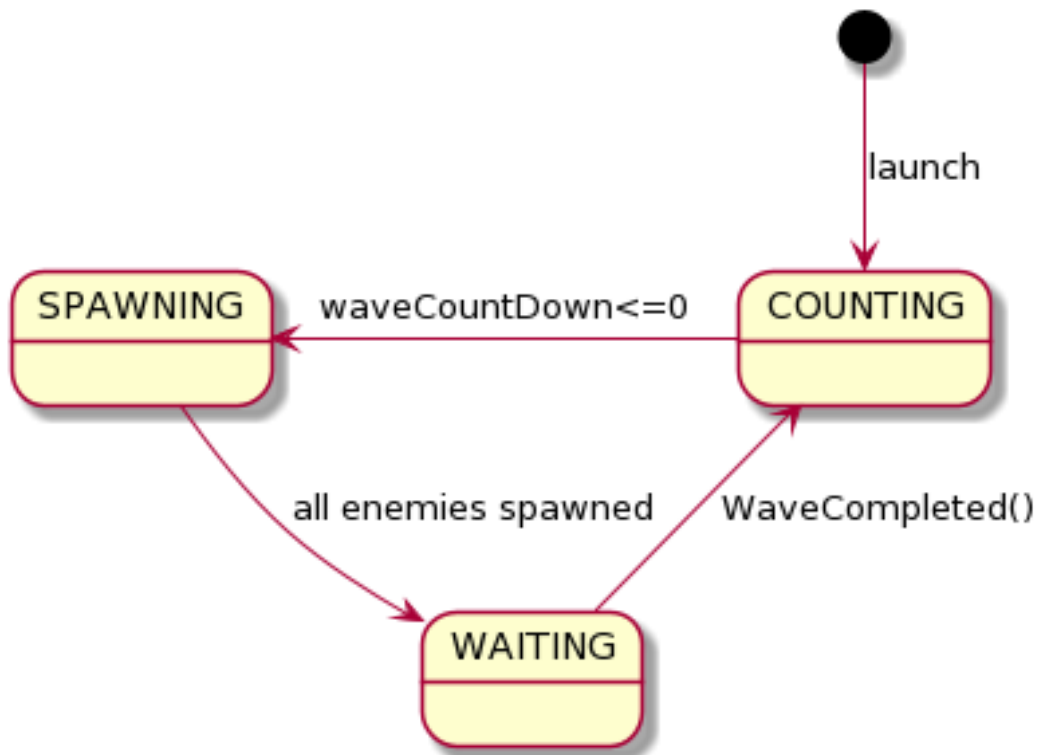 launch
SPAWNING
waveCountDown<=0
COUNTING
all enemies spawned
WaveCompleted()
WAITING